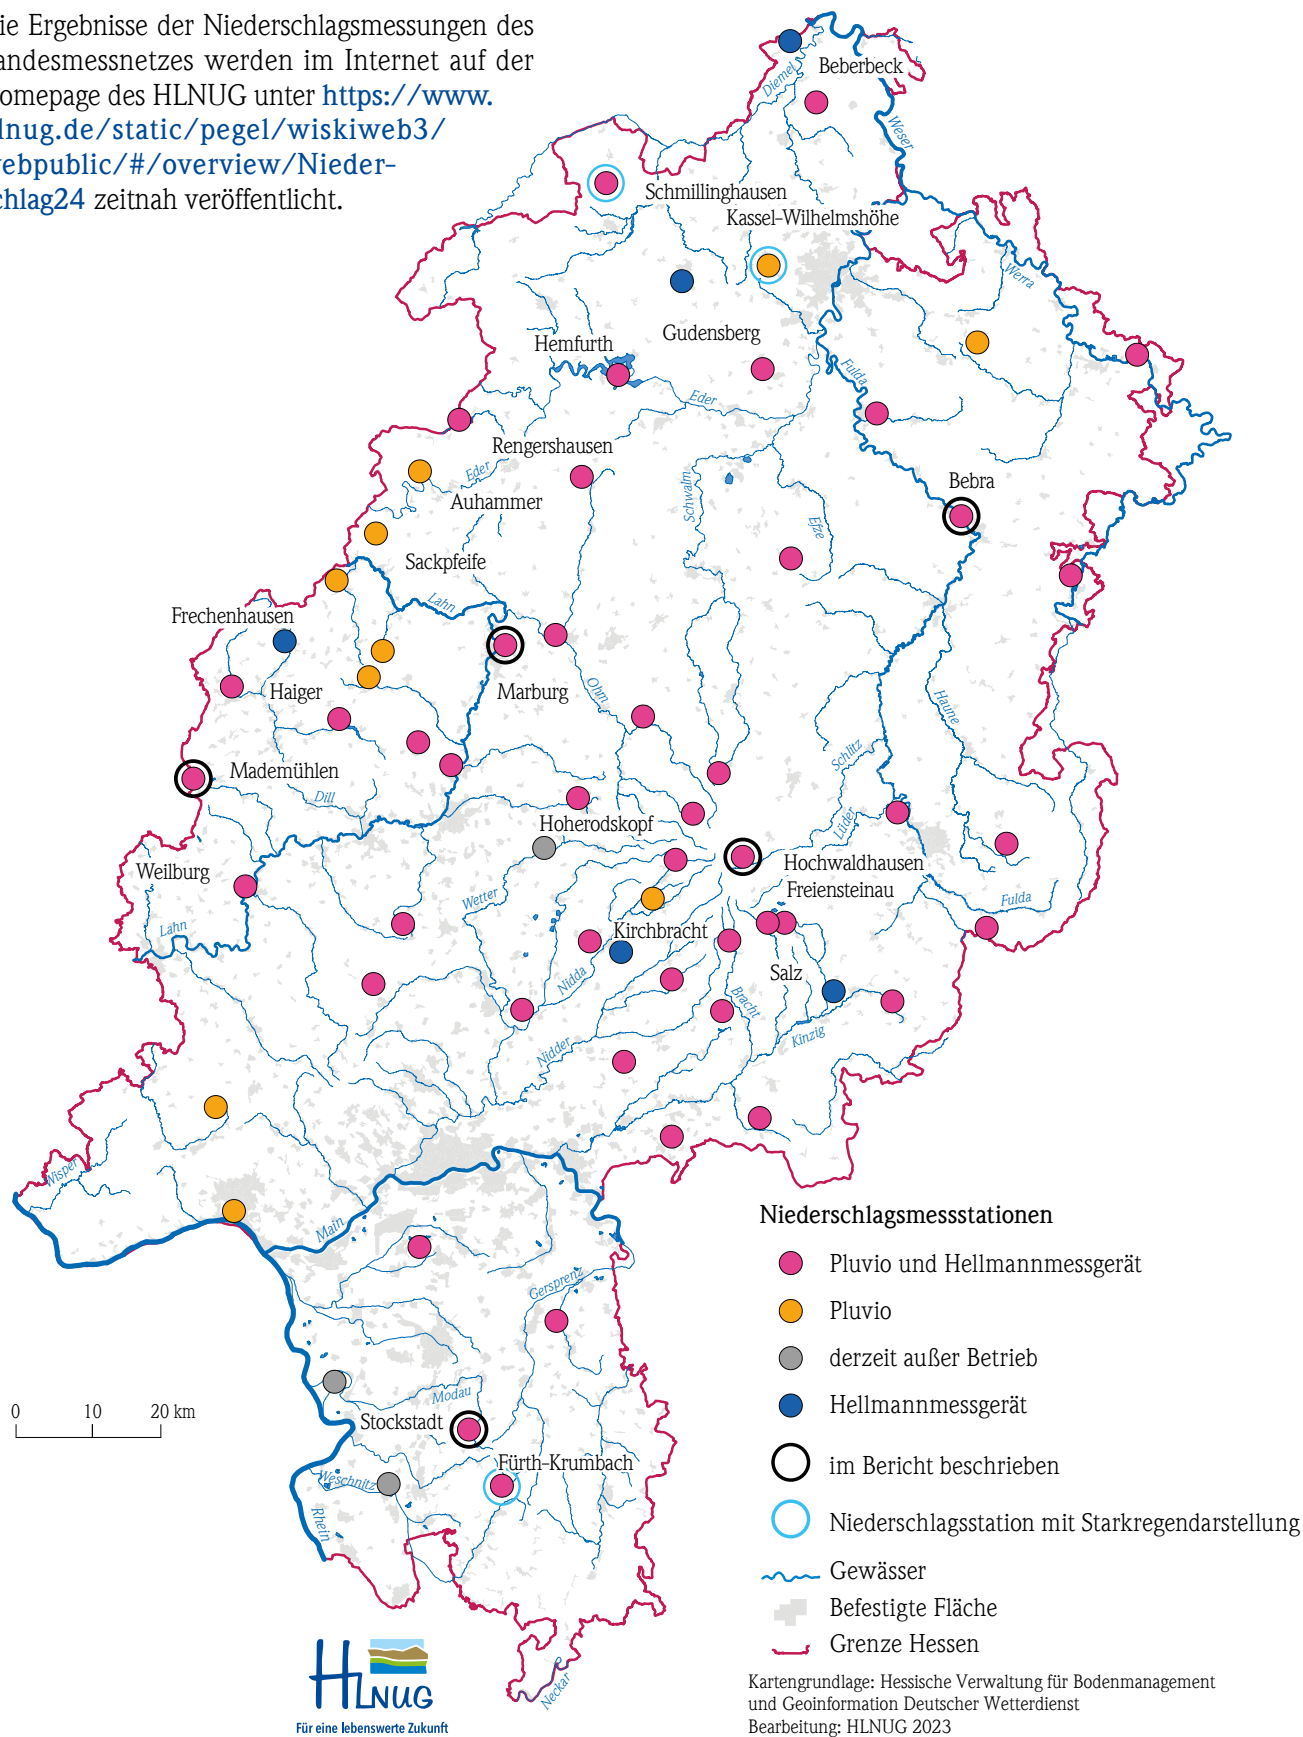 ie Ergebnisse der Niederschlagsmessungen des
andesmessnetzes werden im Internet auf der
omepage des HLNUG unter https://www.
lnug.de/static/pegel/wiskiweb3/
ebpublic/#/overview/Nieder-
chlag24 zeitnah veröffentlicht.
Beberbeck
Diemel
Weser
Schmillinghausen
Kassel-Wilhelmshöhe
Werra
Gudensberg
Hemfurth
Fulda
Eder
Rengershausen
Eder
Auhammer
Schwalm
Efze
Bebra
Sackpfeife
Lahn
Frechenhausen
Haiger
Marburg
Ohm
Haune
Schlitz
Mademühlen
Dill
Hoherodskopf
Lüder
Hochwaldhausen
Freiensteinau
Weilburg
Wetter
Fulda
Lahn
Kirchbracht
Nidda
Salz
Bracht
Kinzig
Nidder
Wisper
Main
Gersprenz
Modau
Stockstadt
Fürth-Krumbach
Weschnitz
Rhein
Neckar
0 10 20 km
Niederschlagsmessstationen
Pluvio und Hellmannmessgerät
Pluvio
derzeit außer Betrieb
Hellmannmessgerät
im Bericht beschrieben
Niederschlagsstation mit Starkregendarstellung
Gewässer
Befestigte Fläche
Grenze Hessen
HLNUG
Für eine lebenswerte Zukunft
Kartengrundlage: Hessische Verwaltung für Bodenmanagement
und Geoinformation Deutscher Wetterdienst
Bearbeitung: HLNUG 2023